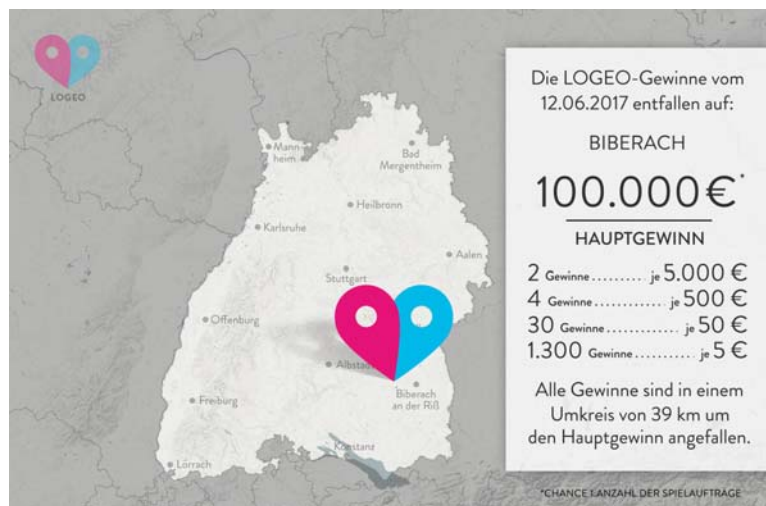 LOGEO
Mann-
heim
Bad
Mergentheim
Heilbronn
Karlsruhe
Aalen
Stuttgart
Offenburg
Albstadt
Biberach
an der Riß
Freiburg
Konstanz
Lörrach
Die LOGEO-Gewinne vom
12.06.2017 entfallen auf:
BIBERACH
100.000 €*
HAUPTGEWINN
2 Gewinne .......... je 5.000 €
4 Gewinne ............. je 500 €
30 Gewinne ............. je 50 €
1.300 Gewinne .......... je 5 €
Alle Gewinne sind in einem
Umkreis von 39 km um
den Hauptgewinn angefallen.
*CHANCE 1:ANZAHL DER SPIELAUFTRÄGE